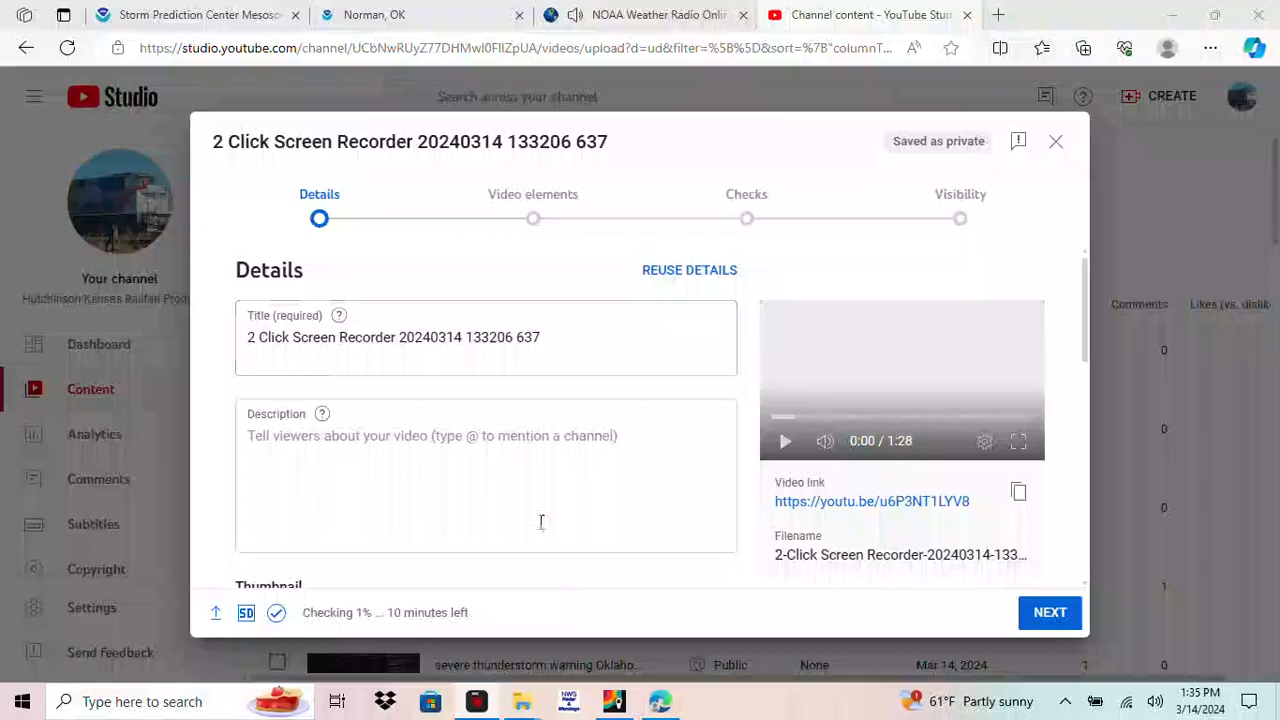 Storm Prediction Center Mesosc
Norman, OK
NOAA Weather Radio Onlin
Channel content - YouTube Stu
https://studio.youtube.com/channel/UCbNwRUyZ77DHMwl0FllZpUA/videos/upload?d=ud&filter=%5B%5D&sort=%7B"columnT...
Studio
Search across your channel
CREATE
2 Click Screen Recorder 20240314 133206 637
Saved as private
Details
Video elements
Checks
Visibility
Details
REUSE DETAILS
Your channel
Hutchinson Kansas Railfan Prod
Comments
Likes (vs. dislik
Title (required)
2 Click Screen Recorder 20240314 133206 637
Dashboard
0
Content
Description
Tell viewers about your video (type @ to mention a channel)
0:00 / 1:28
Analytics
0
Comments
Video link
https://youtu.be/u6P3NT1LYV8
0
Subtitles
Filename
2-Click Screen Recorder-20240314-133...
Copyright
Thumbnail
1
Settings
SD
Checking 1% ... 10 minutes left
NEXT
Send feedback
severe thunderstorm warning Oklaho...
Public
None
Mar 14, 2024
1
0
Type here to search
61°F Partly sunny
1:35 PM
3/14/2024